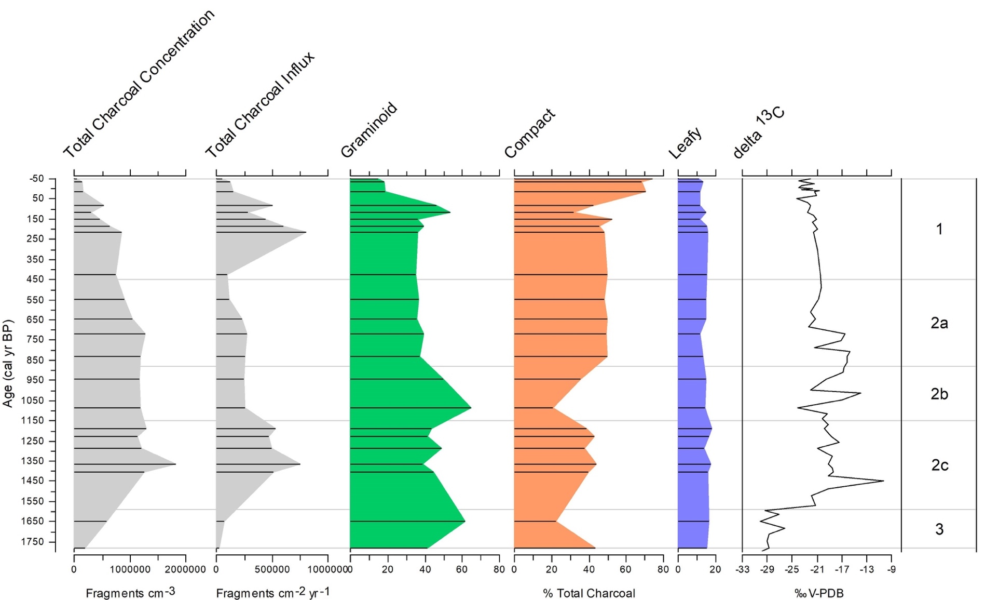 Total Charcoal Concentration
Total Charcoal Influx
Graminoid
Compact
Leafy
delta 13C
Age (cal yr BP)
-50
50
150
250
350
450
550
650
750
850
950
1050
1150
1250
1350
1450
1550
1650
1750
1
2a
2b
2c
3
0 1000000 2000000 0 500000 1000000 0 20 40 60 80 0 20 40 60 80 0 20 -33 -29 -25 -21 -17 -13 -9
Fragments cm-3 Fragments cm-2 yr-1 % Total Charcoal ‰V-PDB